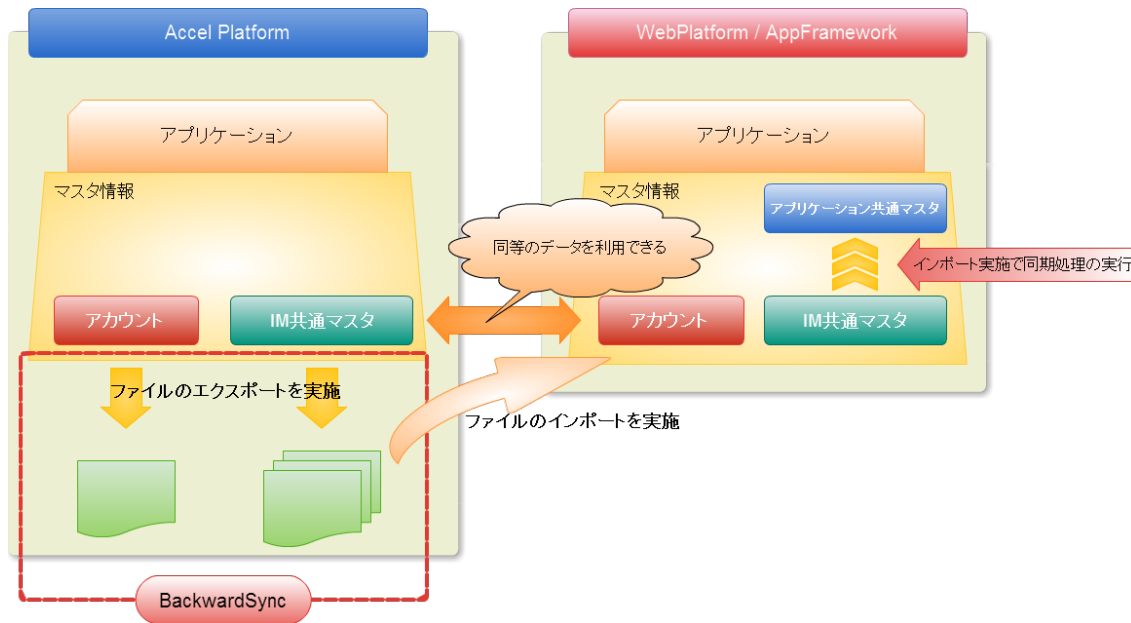 Accel Platform
WebPlatform / AppFramework
アプリケーション
アプリケーション
マスタ情報
マスタ情報
アプリケーション共通マスタ
同等のデータを利用できる
インポート実施で同期処理の実行
アカウント
IM共通マスタ
アカウント
IM共通マスタ
ファイルのエクスポートを実施
ファイルのインポートを実施
BackwardSync